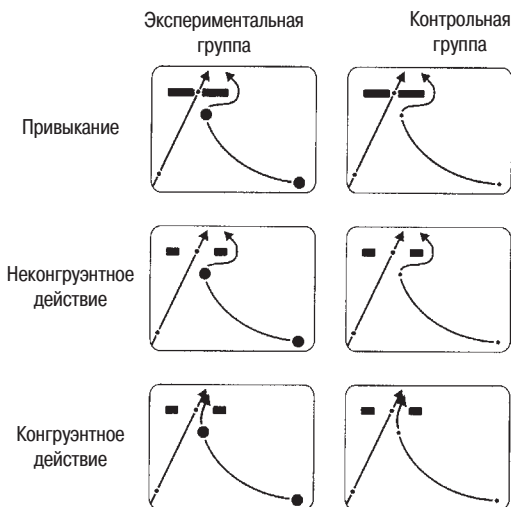 Экспериментальная группа
Контрольная группа
Привыкание
Неконгруэнтное
действие
Конгруэнтное
действие